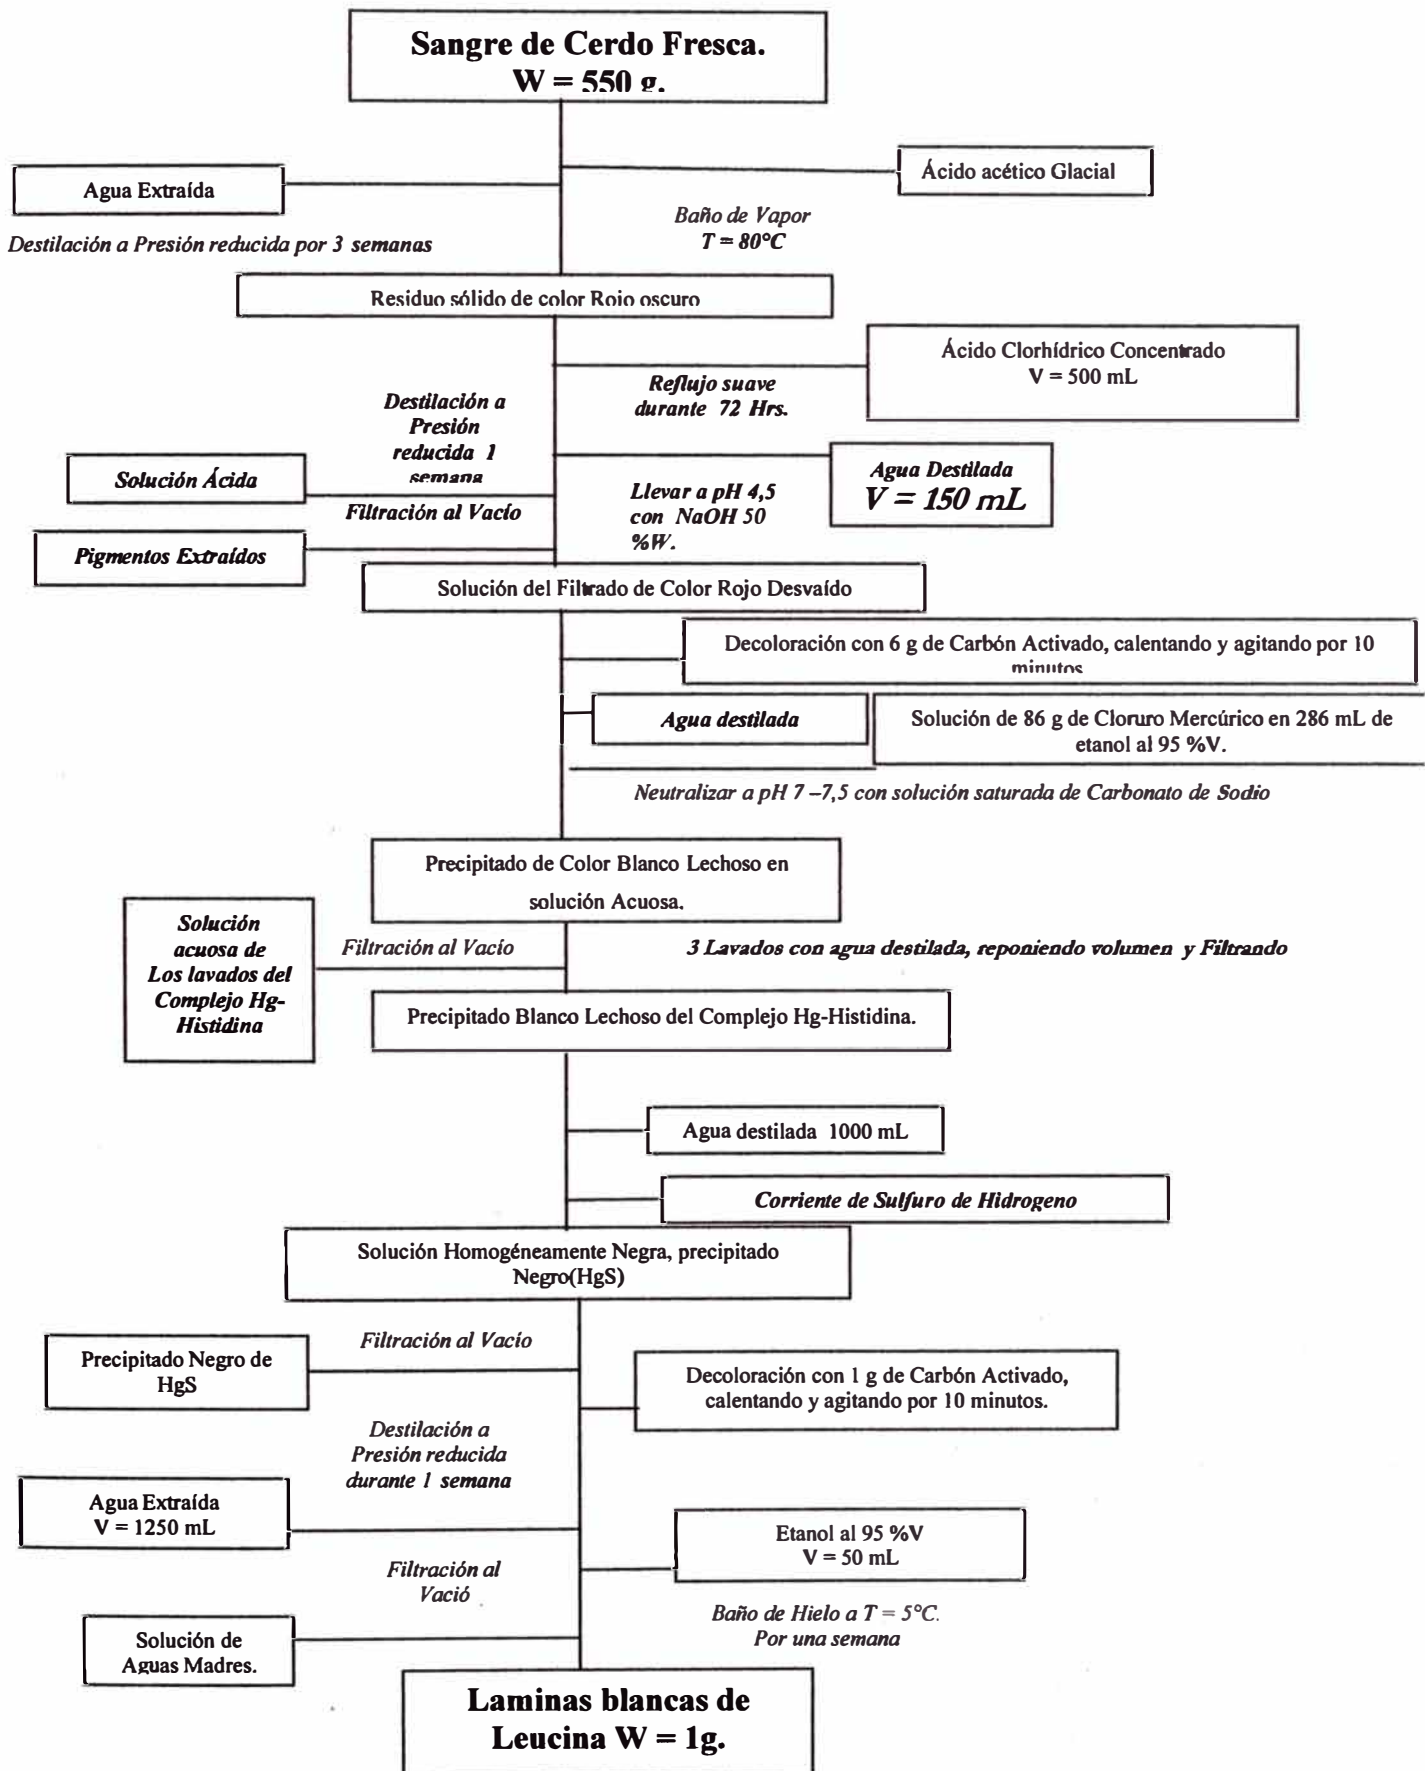 Sangre de Cerdo Fresca.
W = 550 g.
Ácido acético Glacial
Agua Extraída
Baño de Vapor
T = 80°C
Destilación a Presión reducida por 3 semanas
Residuo sólido de color Rojo oscuro
Ácido Clorhídrico Concentrado
V = 500 mL
Reflujo suave
durante 72 Hrs.
Destilación a
Presión
reducida 1
semana
Agua Destilada
V = 150 mL
Solución Ácida
Llevar a pH 4,5
con NaOH 50
%W.
Filtración al Vacío
Pigmentos Extraídos
Solución del Filtrado de Color Rojo Desvaído
Decoloración con 6 g de Carbón Activado, calentando y agitando por 10
minutos
Agua destilada
Solución de 86 g de Cloruro Mercúrico en 286 mL de
etanol al 95 %V.
Neutralizar a pH 7 –7,5 con solución saturada de Carbonato de Sodio
Precipitado de Color Blanco Lechoso en
solución Acuosa.
Solución
acuosa de
Los lavados del
Complejo Hg-
Histidina
Filtración al Vacío
3 Lavados con agua destilada, reponiendo volumen y Filtrando
Precipitado Blanco Lechoso del Complejo Hg-Histidina.
Agua destilada 1000 mL
Corriente de Sulfuro de Hidrogeno
Solución Homogéneamente Negra, precipitado
Negro(HgS)
Filtración al Vacío
Precipitado Negro de
HgS
Decoloración con 1 g de Carbón Activado,
calentando y agitando por 10 minutos.
Destilación a
Presión reducida
durante 1 semana
Agua Extraída
V = 1250 mL
Etanol al 95 %V
V = 50 mL
Filtración al
Vació
Baño de Hielo a T = 5°C.
Por una semana
Solución de
Aguas Madres.
Laminas blancas de
Leucina W = 1g.